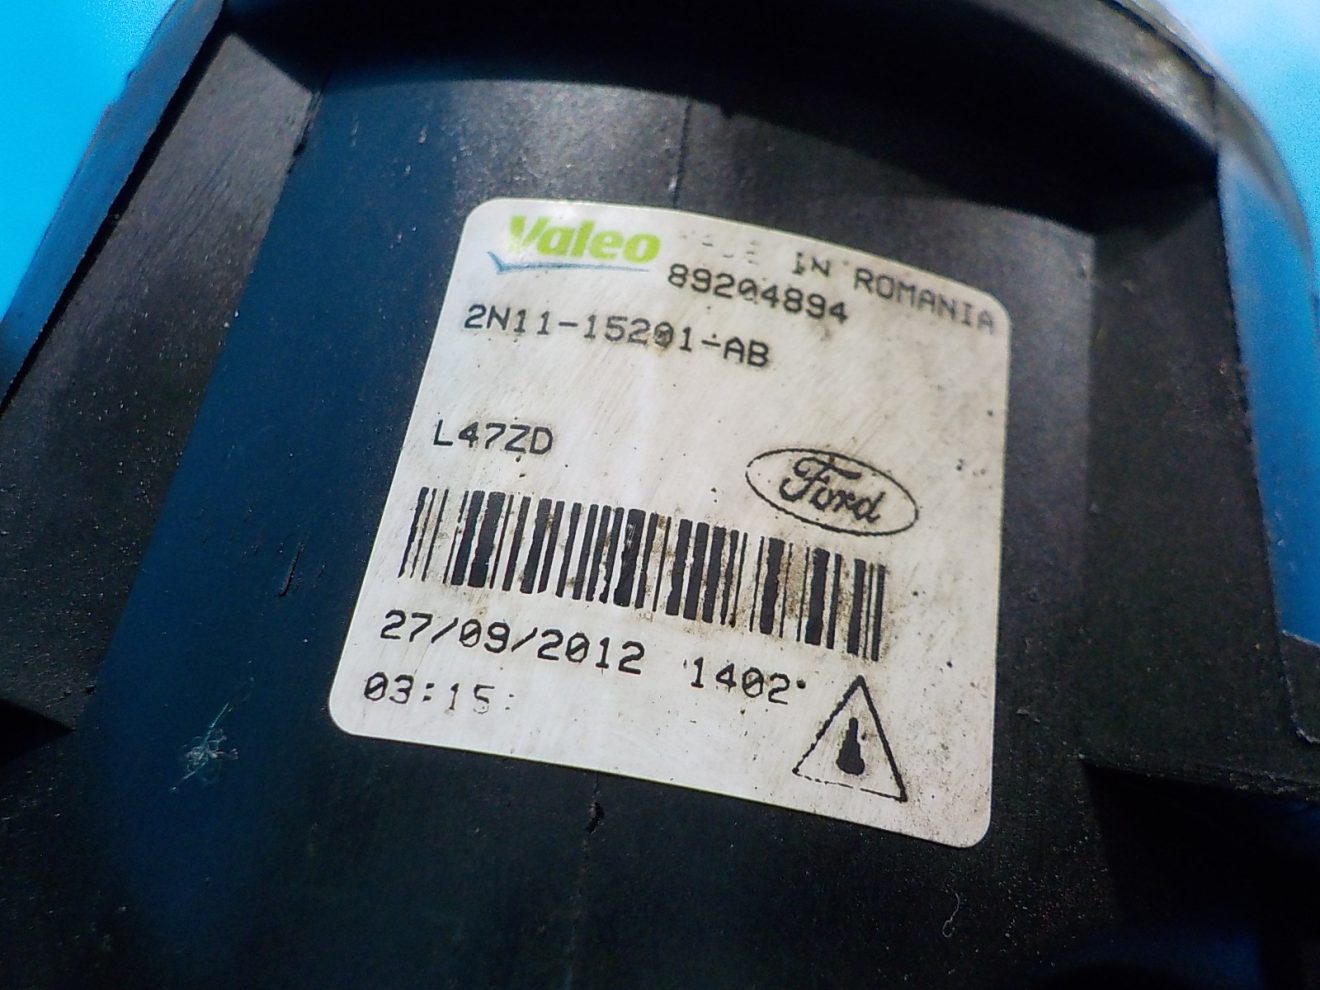 Valeo IN ROMANIA
89204894
2N11-15201-AB
L47ZD
Ford
27/09/2012 1402
03:15: